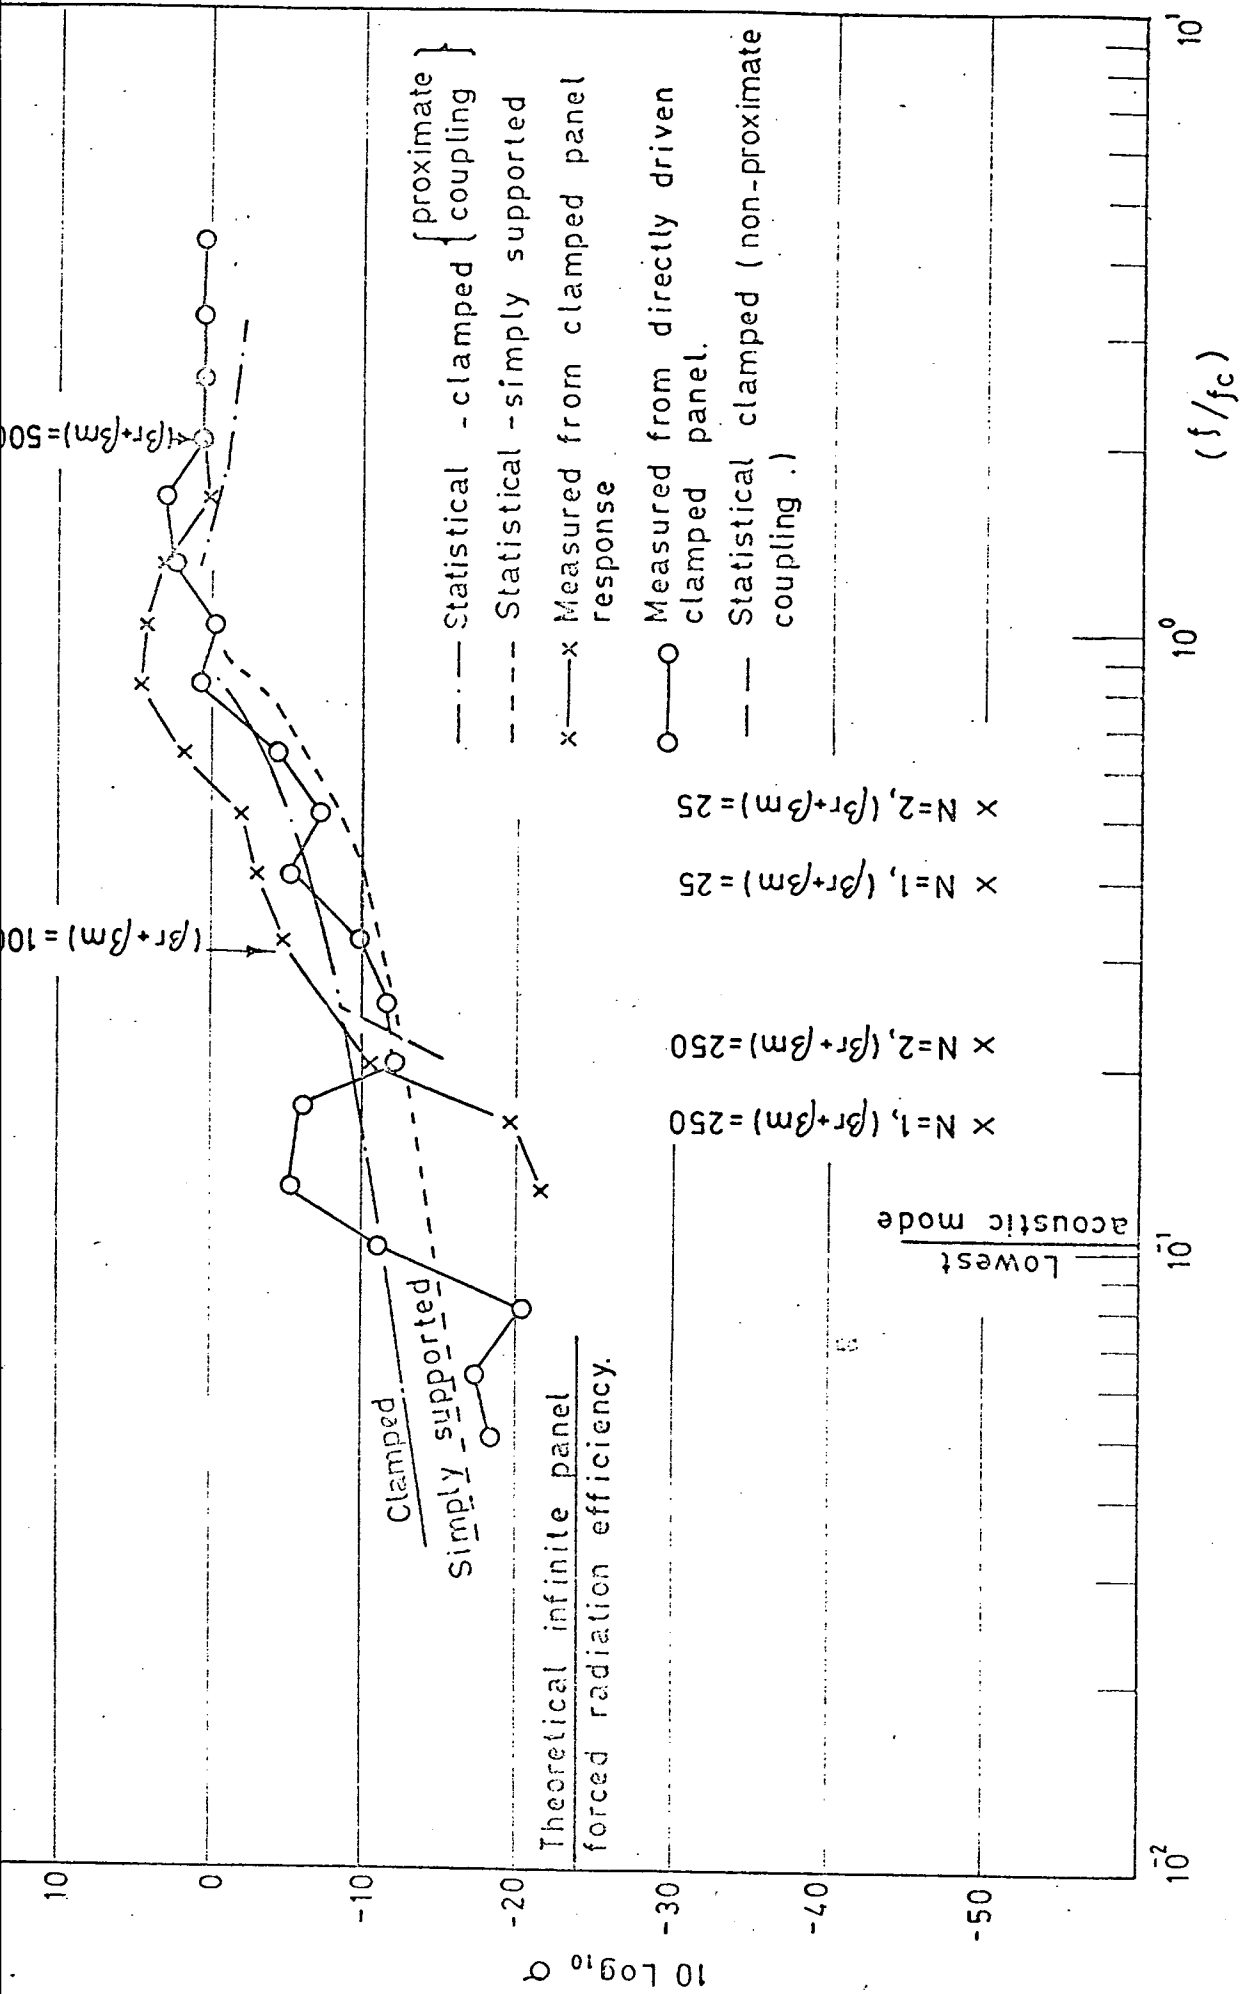 10
0
-10
-20
-30
-40
-50
10 Log10 σ
10^-2
10^-1
10^0
10^1
(f/fc)
(βr+βm)=100
(βr+βm)=500
Clamped
Simply supported
Theoretical infinite panel
forced radiation efficiency.
Statistical - clamped {proximate coupling}
Statistical - simply supported
Measured from clamped panel
response
Measured from directly driven
clamped panel.
Statistical clamped (non-proximate
coupling.)
Lowest
acoustic mode
× N=1, (βr+βm)=250
× N=2, (βr+βm)=250
× N=1, (βr+βm)=25
× N=2, (βr+βm)=25